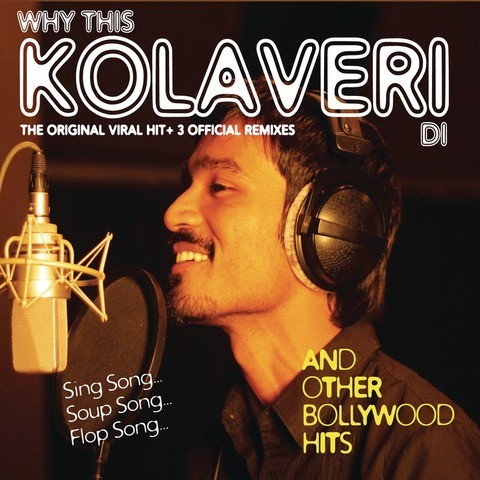 WHY THIS
KOLAVERI
DI
THE ORIGINAL VIRAL HIT+ 3 OFFICIAL REMIXES
Sing Song...
Soup Song...
Flop Song...
AND
OTHER
BOLLYWOOD
HITS